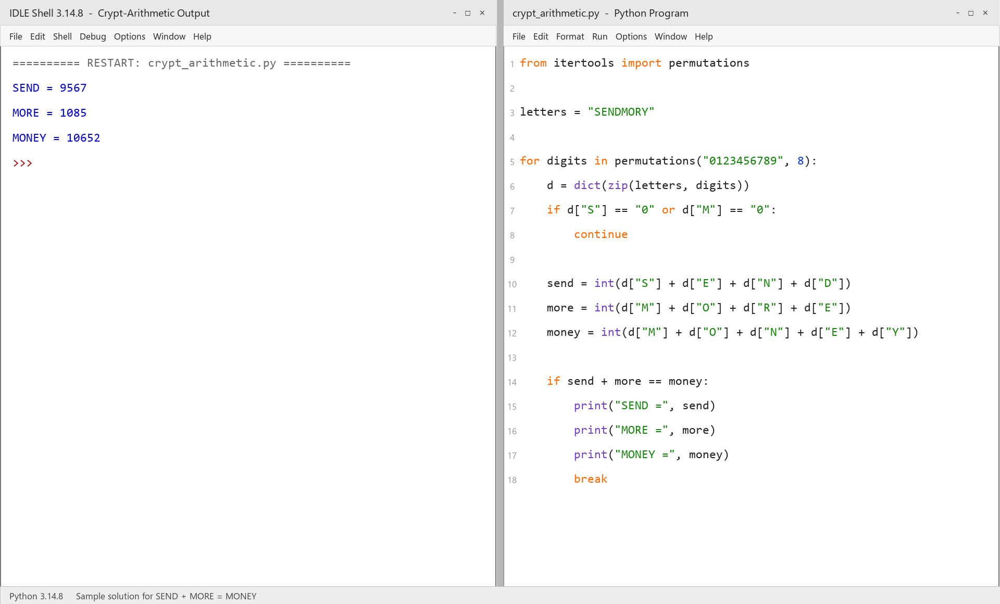 IDLE Shell 3.14.8 - Crypt-Arithmetic Output
- □ ×
File Edit Shell Debug Options Window Help
========== RESTART: crypt_arithmetic.py ==========
SEND = 9567
MORE = 1085
MONEY = 10652
>>>
crypt_arithmetic.py - Python Program
- □ ×
File Edit Format Run Options Window Help
1 from itertools import permutations
2
3 letters = "SENDMORY"
4
5 for digits in permutations("0123456789", 8):
6     d = dict(zip(letters, digits))
7     if d["S"] == "0" or d["M"] == "0":
8         continue
9
10     send = int(d["S"] + d["E"] + d["N"] + d["D"])
11     more = int(d["M"] + d["O"] + d["R"] + d["E"])
12     money = int(d["M"] + d["O"] + d["N"] + d["E"] + d["Y"])
13
14     if send + more == money:
15         print("SEND =", send)
16         print("MORE =", more)
17         print("MONEY =", money)
18         break
Python 3.14.8 Sample solution for SEND + MORE = MONEY